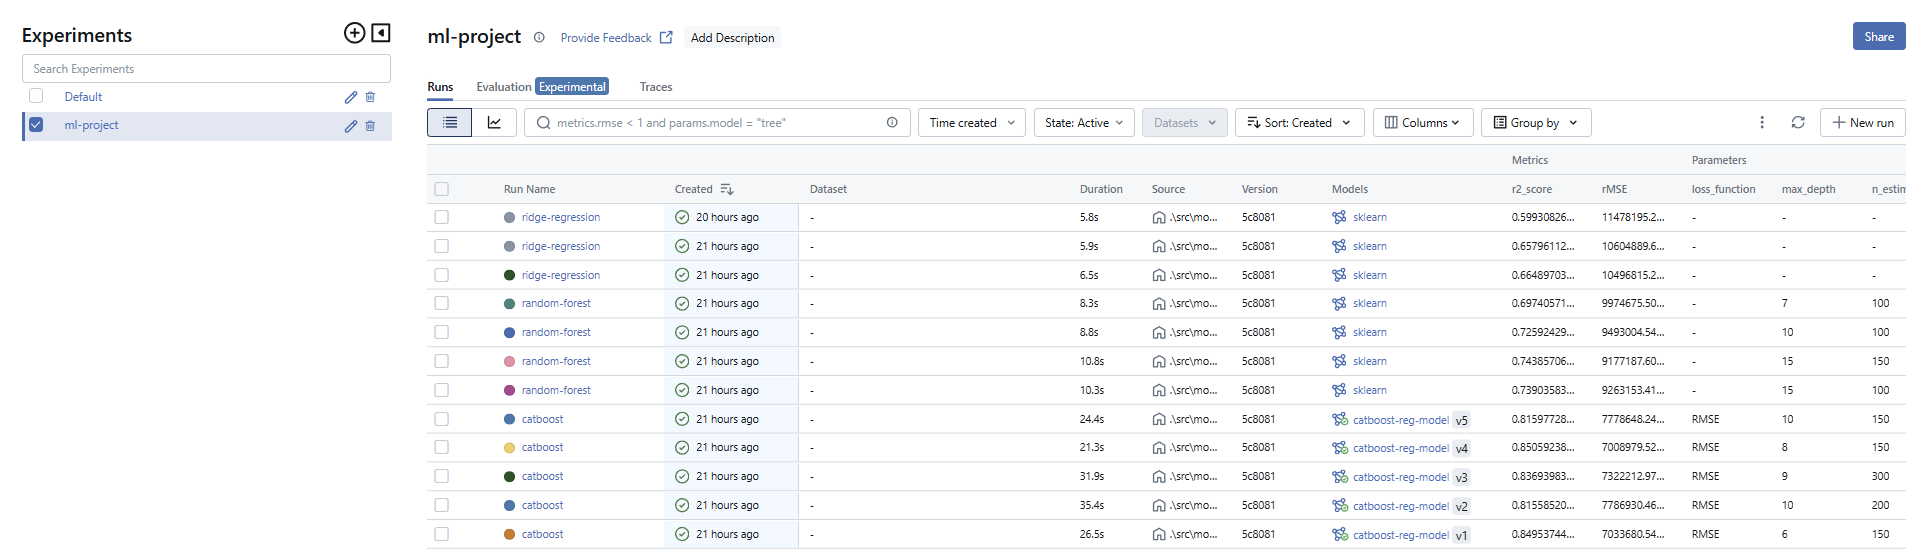 Experiments
Search Experiments
Default
ml-project
ml-project Provide Feedback Add Description
Share
Runs Evaluation Experimental Traces
metrics.rmse < 1 and params.model = "tree" Time created State: Active Datasets Sort: Created Columns Group by New run
Metrics Parameters
Run Name Created Dataset Duration Source Version Models r2_score rMSE loss_function max_depth n_estim
ridge-regression 20 hours ago - 5.8s .\src\mo... 5c8081 sklearn 0.59930826... 11478195.2... - - -
ridge-regression 21 hours ago - 5.9s .\src\mo... 5c8081 sklearn 0.65796112... 10604889.6... - - -
ridge-regression 21 hours ago - 6.5s .\src\mo... 5c8081 sklearn 0.66489703... 10496815.2... - - -
random-forest 21 hours ago - 8.3s .\src\mo... 5c8081 sklearn 0.69740571... 9974675.50... - 7 100
random-forest 21 hours ago - 8.8s .\src\mo... 5c8081 sklearn 0.72592429... 9493004.54... - 10 100
random-forest 21 hours ago - 10.8s .\src\mo... 5c8081 sklearn 0.74385706... 9177187.60... - 15 150
random-forest 21 hours ago - 10.3s .\src\mo... 5c8081 sklearn 0.73903583... 9263153.41... - 15 100
catboost 21 hours ago - 24.4s .\src\mo... 5c8081 catboost-reg-model v5 0.81597728... 7778648.24... RMSE 10 150
catboost 21 hours ago - 21.3s .\src\mo... 5c8081 catboost-reg-model v4 0.85059238... 7008979.52... RMSE 8 150
catboost 21 hours ago - 31.9s .\src\mo... 5c8081 catboost-reg-model v3 0.83693983... 7322212.97... RMSE 9 300
catboost 21 hours ago - 35.4s .\src\mo... 5c8081 catboost-reg-model v2 0.81558520... 7786930.46... RMSE 10 200
catboost 21 hours ago - 26.5s .\src\mo... 5c8081 catboost-reg-model v1 0.84953744... 7033680.54... RMSE 6 150